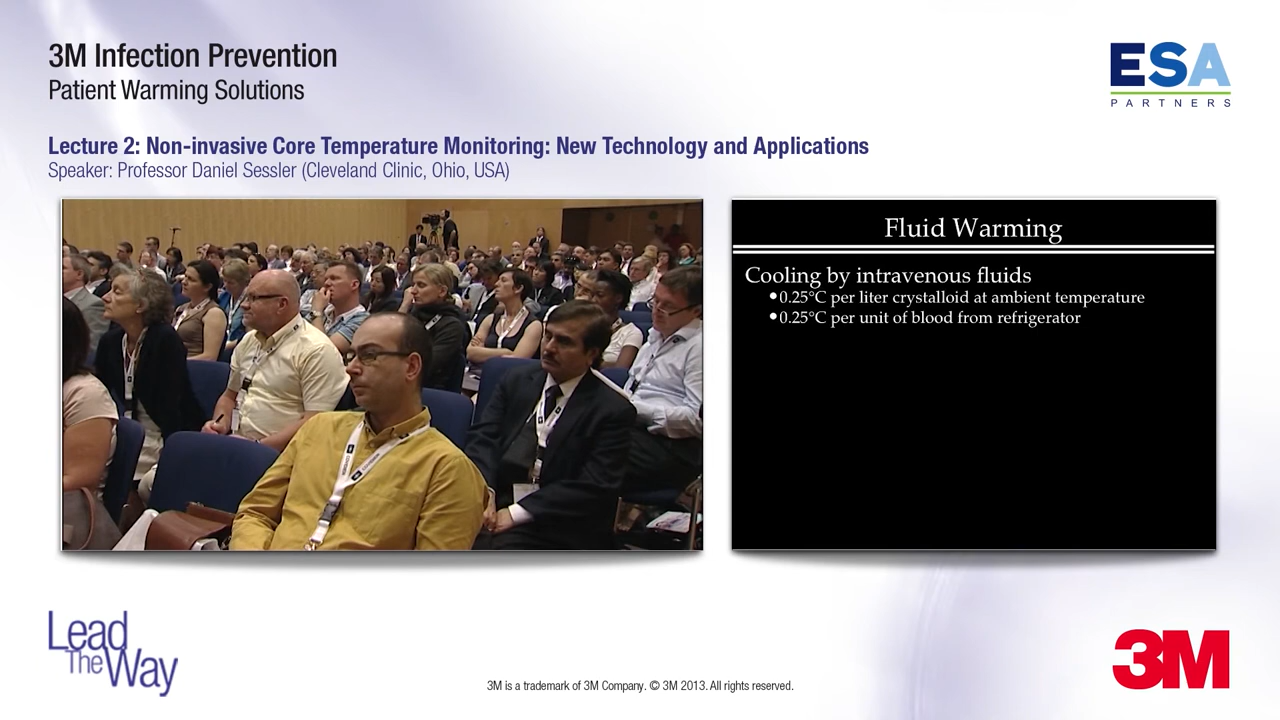 3M Infection Prevention
Patient Warming Solutions
ESA
PARTNERS
Lecture 2: Non-invasive Core Temperature Monitoring: New Technology and Applications
Speaker: Professor Daniel Sessler (Cleveland Clinic, Ohio, USA)
Fluid Warming
Cooling by intravenous fluids
•0.25°C per liter crystalloid at ambient temperature
•0.25°C per unit of blood from refrigerator
Lead
The Way
3M is a trademark of 3M Company. © 3M 2013. All rights reserved.
3M